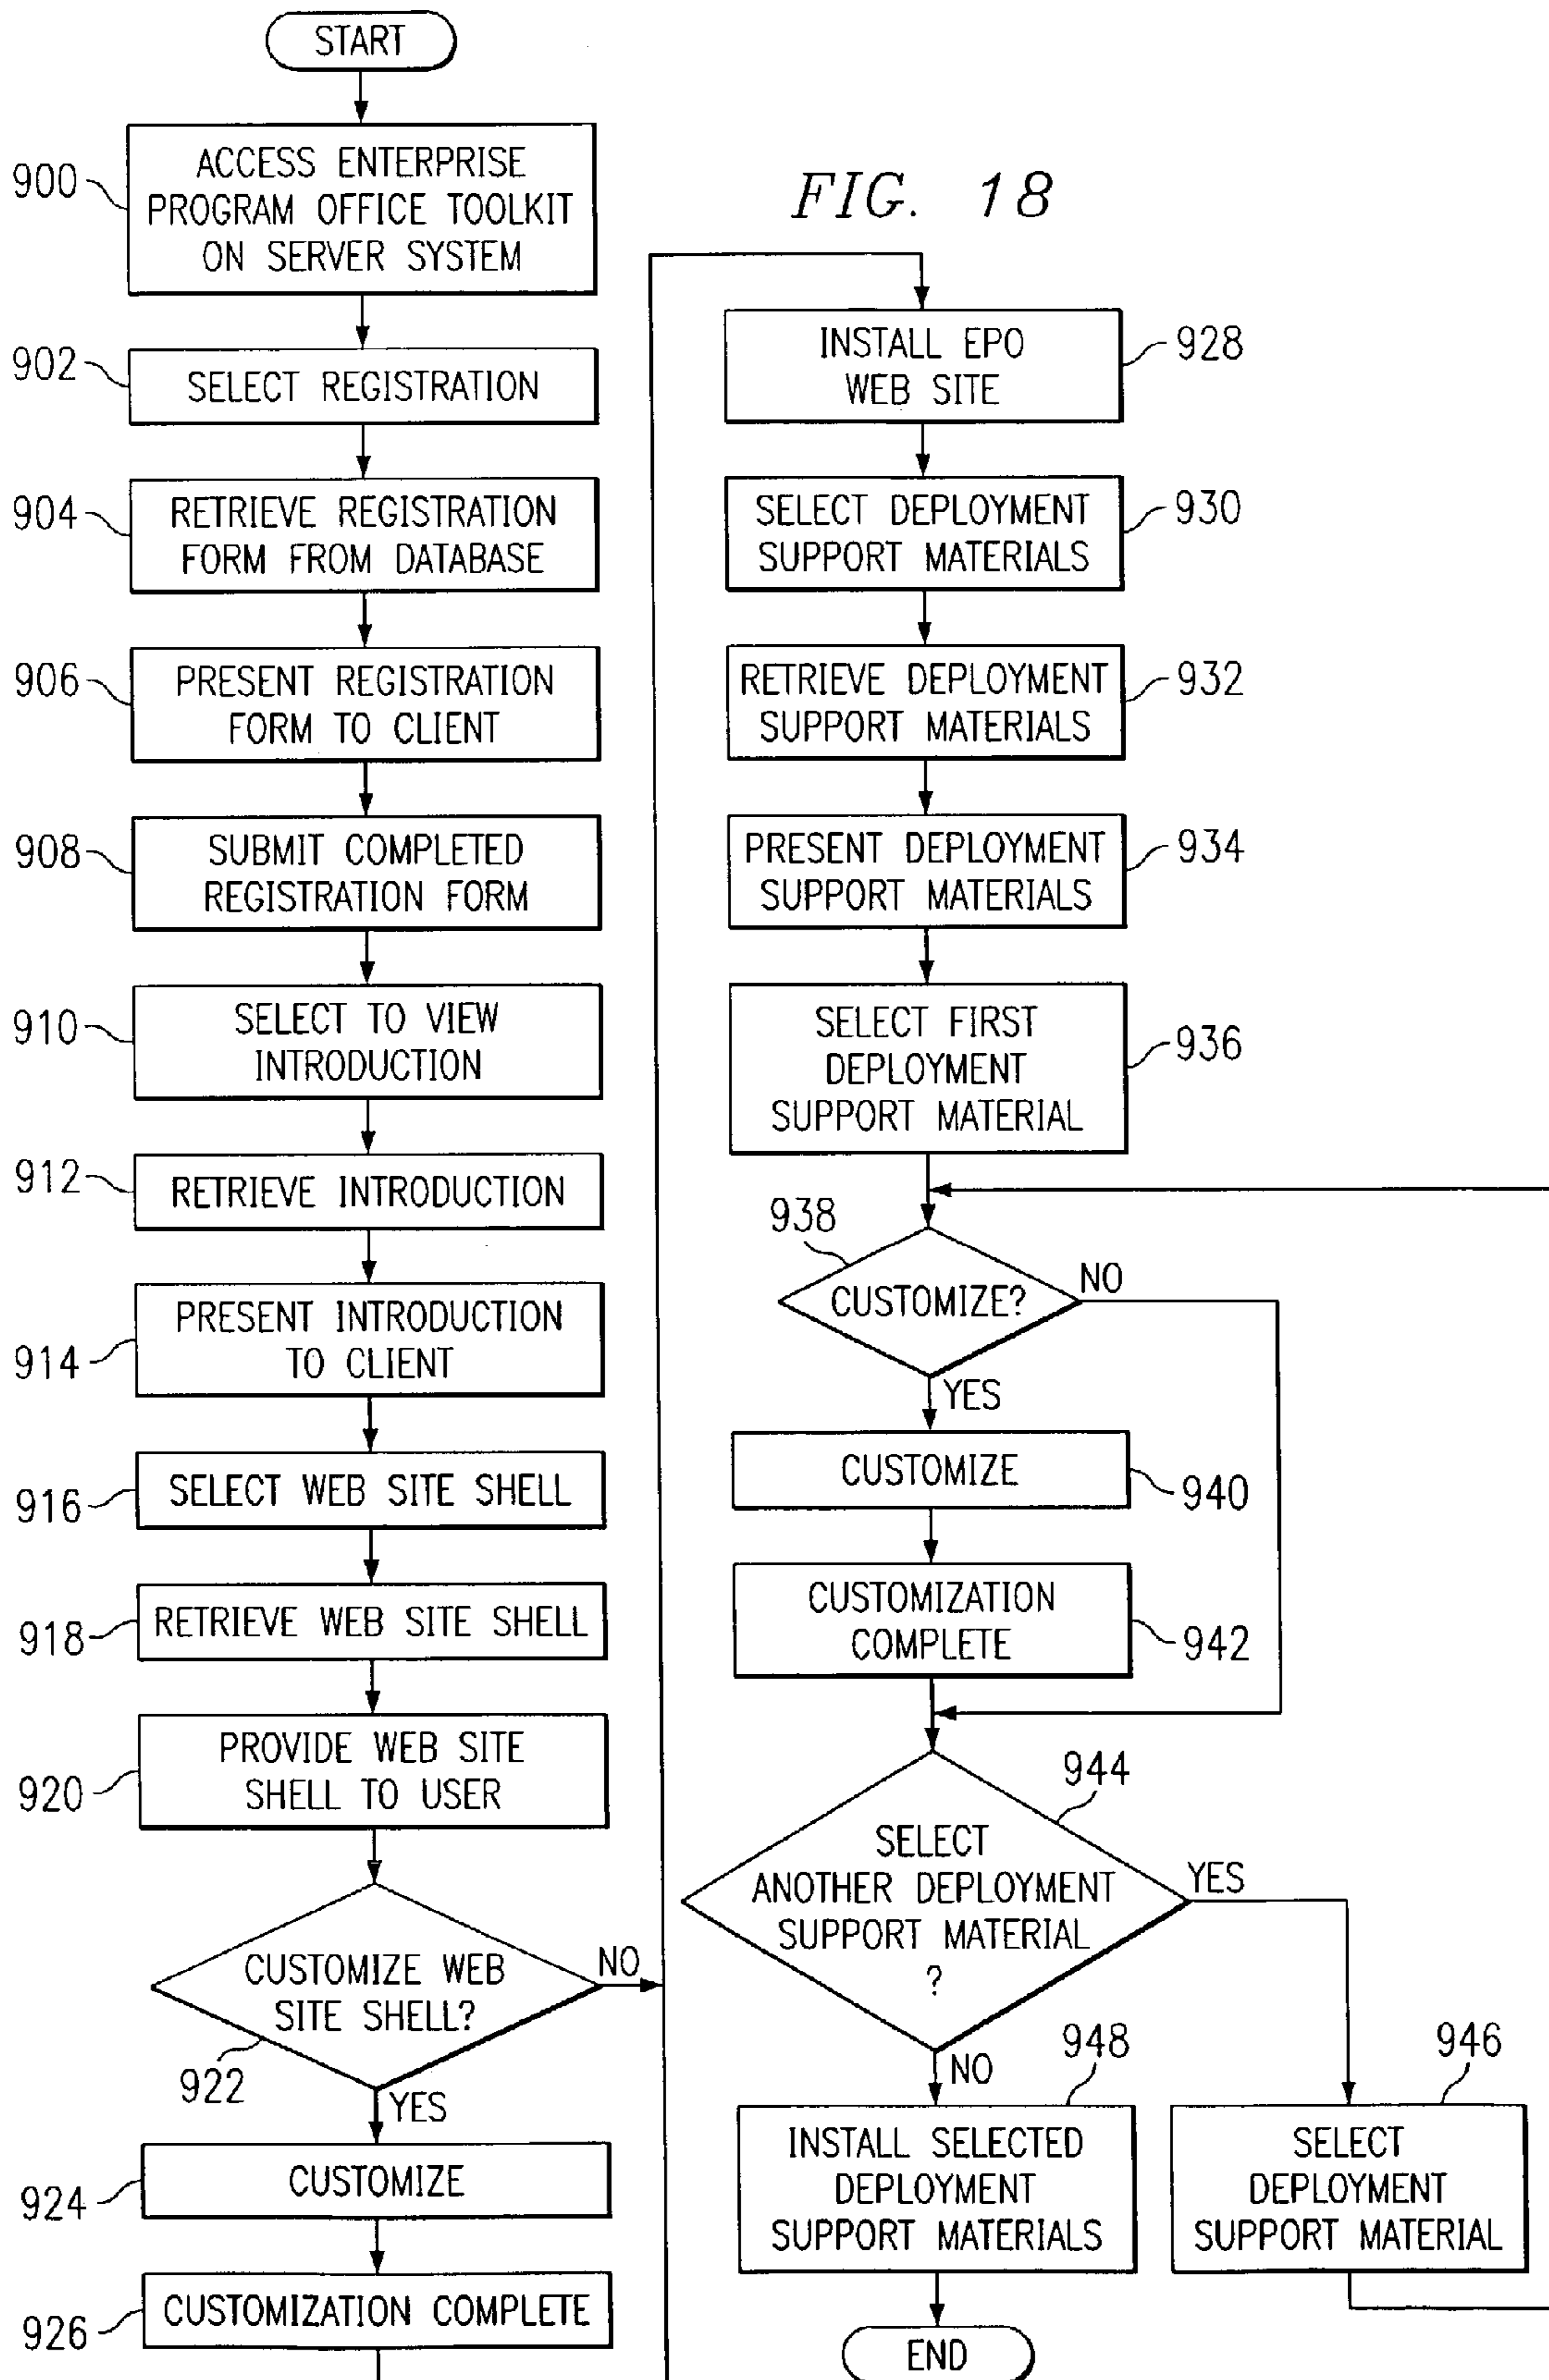 START
900
ACCESS ENTERPRISE
PROGRAM OFFICE TOOLKIT
ON SERVER SYSTEM
902
SELECT REGISTRATION
904
RETRIEVE REGISTRATION
FORM FROM DATABASE
906
PRESENT REGISTRATION
FORM TO CLIENT
908
SUBMIT COMPLETED
REGISTRATION FORM
910
SELECT TO VIEW
INTRODUCTION
912
RETRIEVE INTRODUCTION
914
PRESENT INTRODUCTION
TO CLIENT
916
SELECT WEB SITE SHELL
918
RETRIEVE WEB SITE SHELL
920
PROVIDE WEB SITE
SHELL TO USER
CUSTOMIZE WEB
SITE SHELL?
NO
922
YES
924
CUSTOMIZE
926
CUSTOMIZATION COMPLETE
FIG. 18
INSTALL EPO
WEB SITE
928
SELECT DEPLOYMENT
SUPPORT MATERIALS
930
RETRIEVE DEPLOYMENT
SUPPORT MATERIALS
932
PRESENT DEPLOYMENT
SUPPORT MATERIALS
934
SELECT FIRST
DEPLOYMENT
SUPPORT MATERIAL
936
938
CUSTOMIZE?
NO
YES
CUSTOMIZE
940
CUSTOMIZATION
COMPLETE
942
944
SELECT
ANOTHER DEPLOYMENT
SUPPORT MATERIAL
?
YES
NO
948
INSTALL SELECTED
DEPLOYMENT
SUPPORT MATERIALS
946
SELECT
DEPLOYMENT
SUPPORT MATERIAL
END